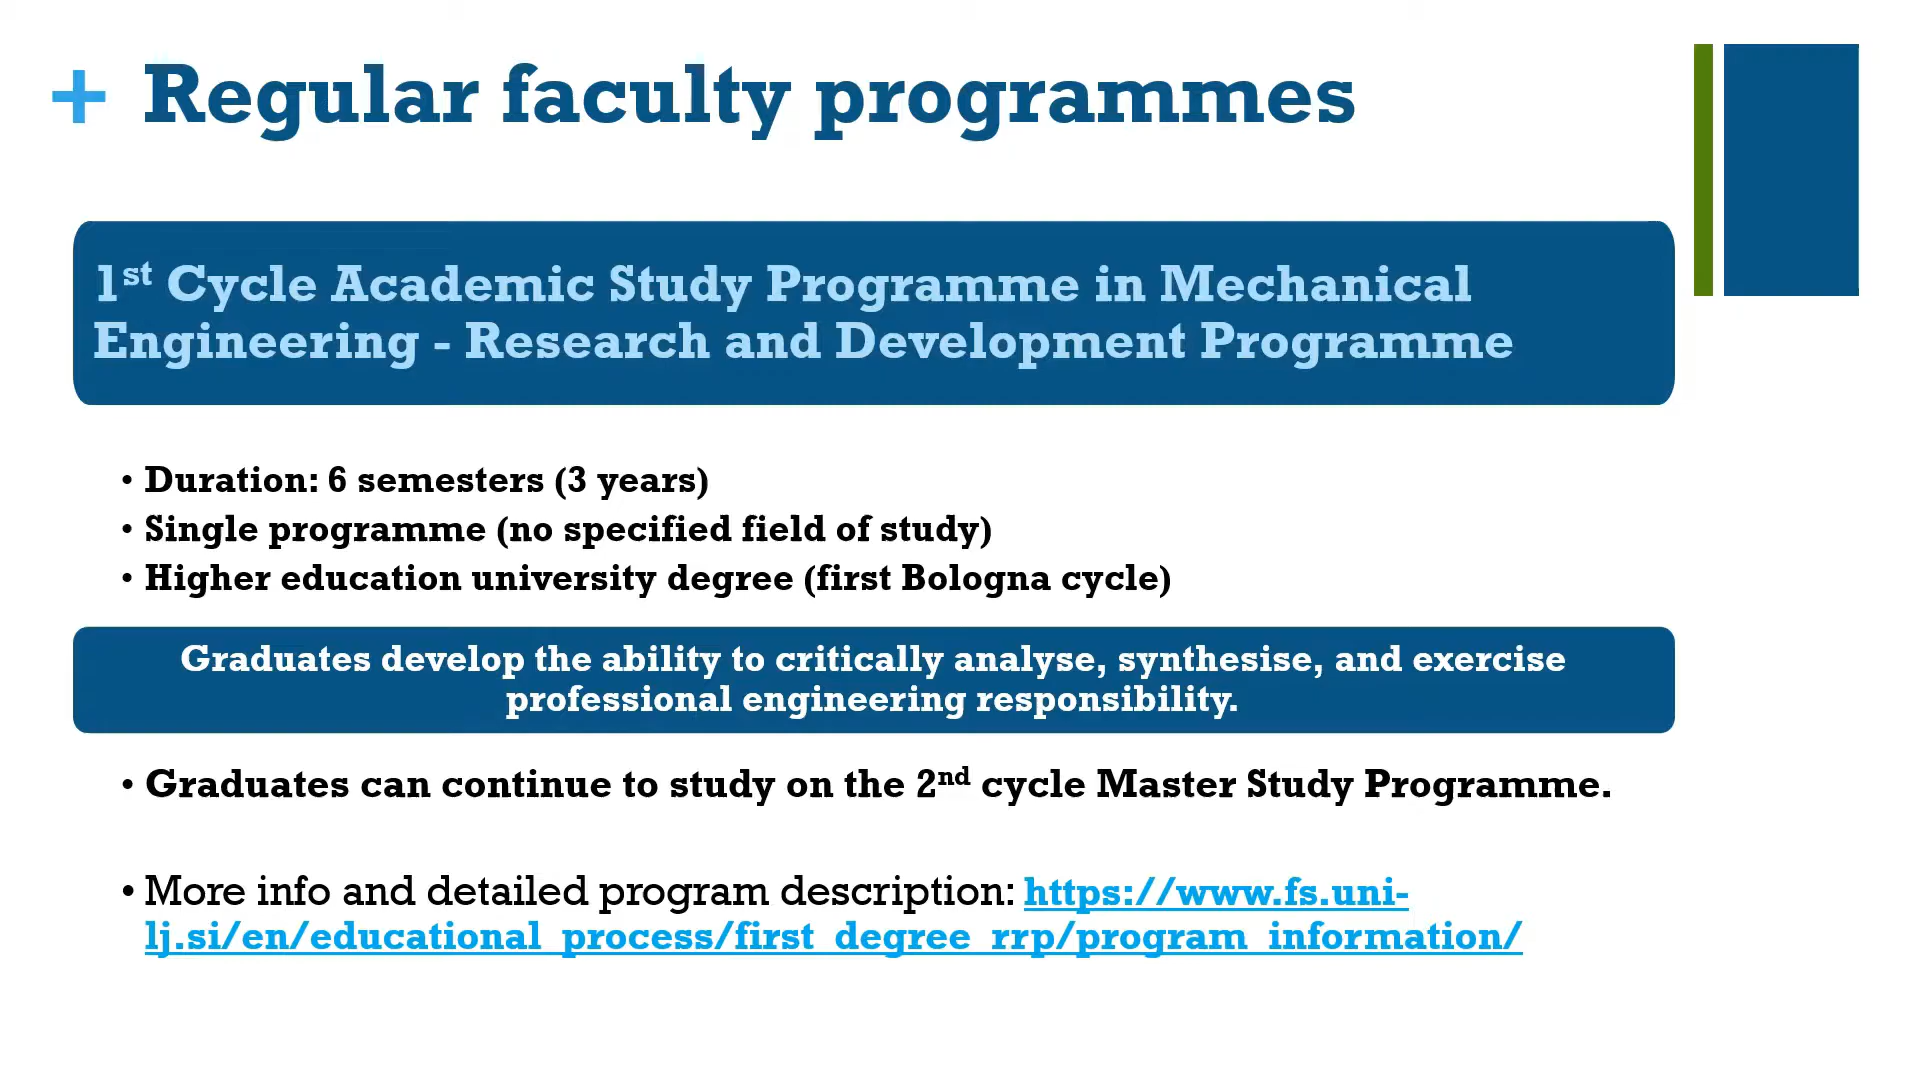 + Regular faculty programmes
1st Cycle Academic Study Programme in Mechanical
Engineering - Research and Development Programme
• Duration: 6 semesters (3 years)
• Single programme (no specified field of study)
• Higher education university degree (first Bologna cycle)
Graduates develop the ability to critically analyse, synthesise, and exercise
professional engineering responsibility.
• Graduates can continue to study on the 2nd cycle Master Study Programme.
• More info and detailed program description: https://www.fs.uni-
lj.si/en/educational_process/first_degree_rrp/program_information/